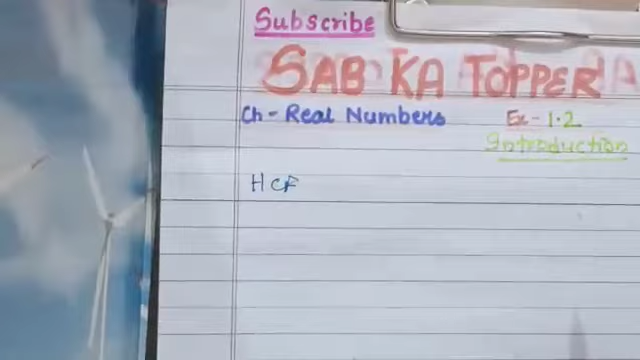 Subscribe
SAB KA TOPPER
Ch - Real Numbers Ex - 1.2
Introduction
HCF